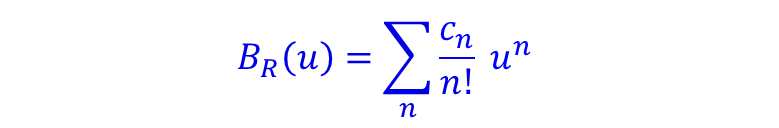 B_R(u) = ∑_n c_n/n! u^n